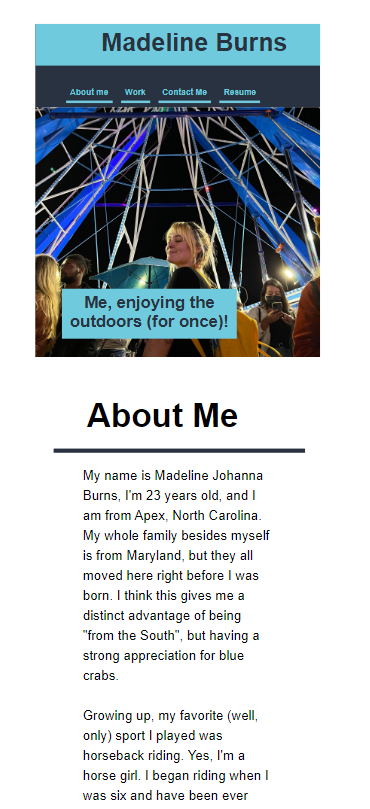 Madeline Burns
About me Work Contact Me Resume
Me, enjoying the
outdoors (for once)!
About Me
My name is Madeline Johanna
Burns, I'm 23 years old, and I
am from Apex, North Carolina.
My whole family besides myself
is from Maryland, but they all
moved here right before I was
born. I think this gives me a
distinct advantage of being
"from the South", but having a
strong appreciation for blue
crabs.
Growing up, my favorite (well,
only) sport I played was
horseback riding. Yes, I'm a
horse girl. I began riding when I
was six and have been ever